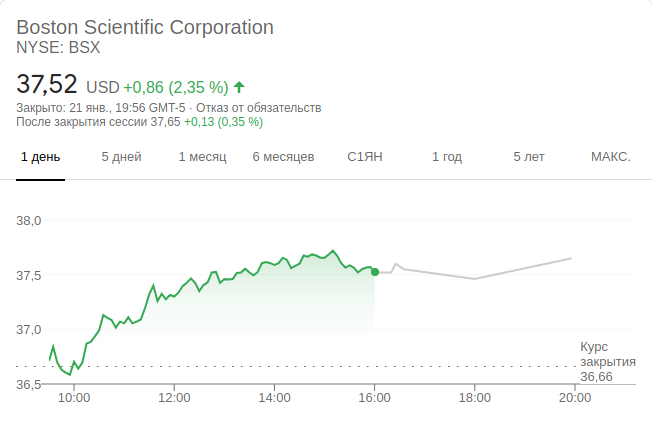 Boston Scientific Corporation
NYSE: BSX
37,52 USD +0,86 (2,35 %)
Закрыто: 21 янв., 19:56 GMT-5 · Отказ от обязательств
После закрытия сессии 37,65 +0,13 (0,35 %)
1 день 5 дней 1 месяц 6 месяцев С1ЯН 1 год 5 лет МАКС.
38,0
37,5
37,0
Курс
закрытия
36,66
36,5
10:00 12:00 14:00 16:00 18:00 20:00